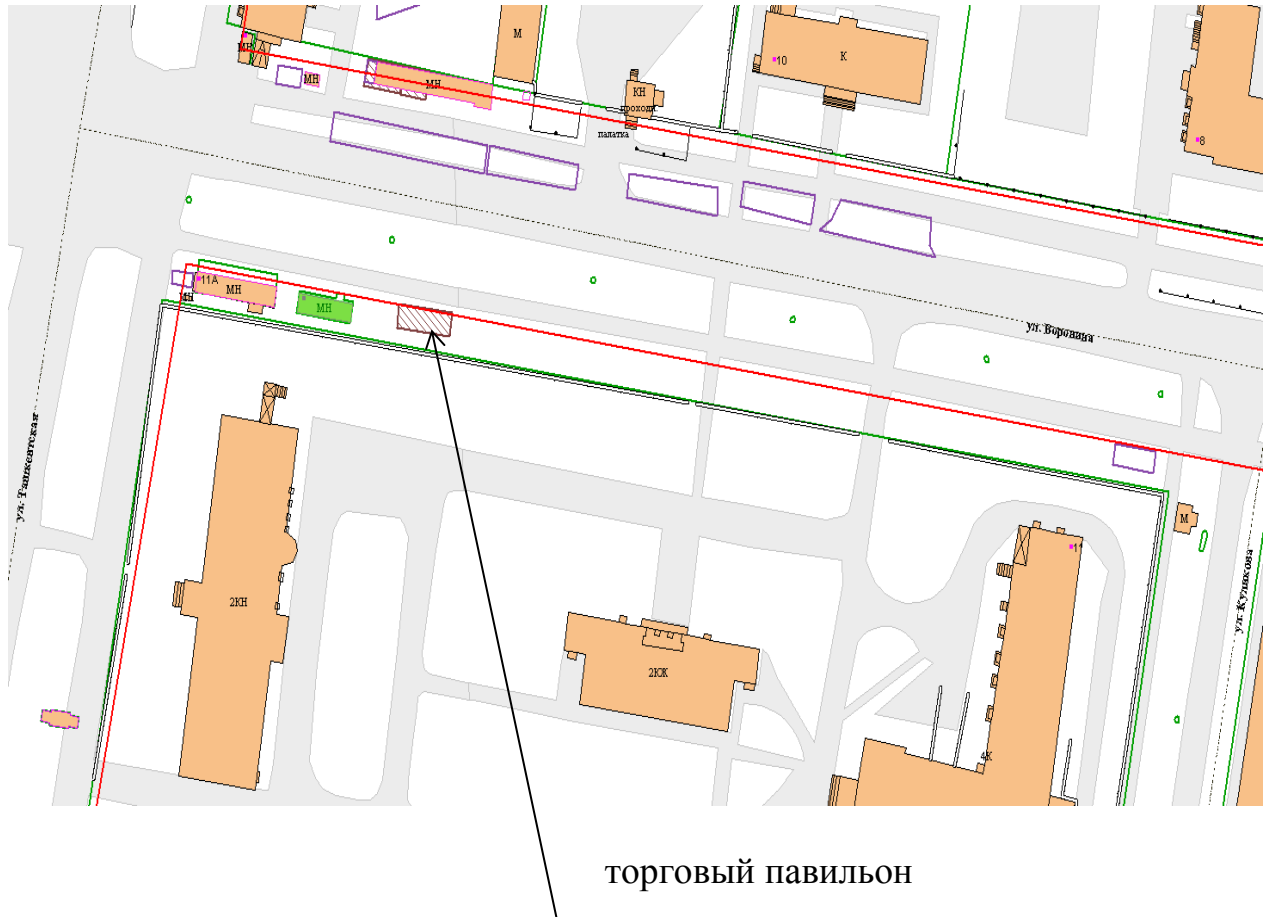 М
К
10
МН
А
МН
МН
КН
проходн.
палатка
8
11А
МН
МН
МН
ул. Воронина
ул. Ташкентская
М
11
ул. Куликова
2КН
2КЖ
4К
торговый павильон